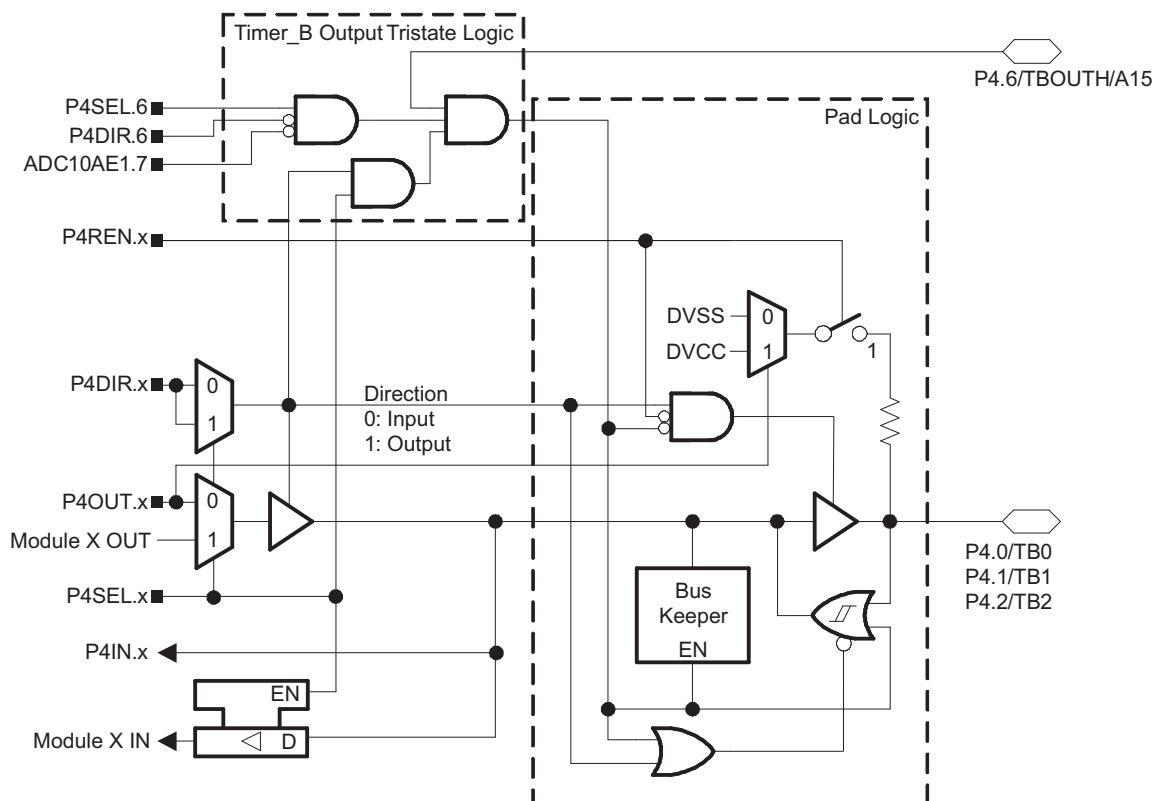 Timer_B Output Tristate Logic
P4.6/TBOUTH/A15
P4SEL.6
P4DIR.6
ADC10AE1.7
Pad Logic
P4REN.x
DVSS
0
DVCC
1
1
P4DIR.x
0
1
Direction
0: Input
1: Output
P4OUT.x
0
Module X OUT
1
P4.0/TB0
P4.1/TB1
P4.2/TB2
P4SEL.x
Bus
Keeper
EN
P4IN.x
EN
Module X IN
D